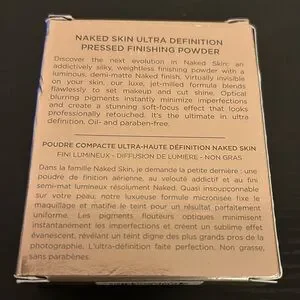 NAKED SKIN ULTRA DEFINITION
PRESSED FINISHING POWDER
Discover the next evolution in Naked Skin: an
addictively silky, weightless finishing powder with a
luminous, demi-matte Naked finish. Virtually invisible
on your skin, our luxe, jet-milled formula blends
flawlessly to set makeup and cut shine. Optical
blurring pigments instantly minimize imperfections
and create a stunning soft-focus effect that looks
professionally retouched. It's the ultimate in ultra
definition. Oil- and paraben-free.
POUDRE COMPACTE ULTRA-HAUTE DÉFINITION NAKED SKIN
FINI LUMINEUX - DIFFUSION DE LUMIÈRE - NON GRAS
Dans la famille Naked Skin, je demande la petite dernière : une
poudre de finition aérienne, au velouté addictif et au fini
semi-mat lumineux résolument Naked. Quasi insoupçonnable
sur votre peau, notre luxueuse formule micronisée fixe le
maquillage et matifie le teint pour un résultat parfaitement
uniforme. Les pigments flouteurs optiques minimisent
instantanément les imperfections et créent un sublime effet
évanescent, révélant un teint digne des plus grands pros de la
photographie. L'ultra-définition faite perfection. Non grasse,
sans parabènes.